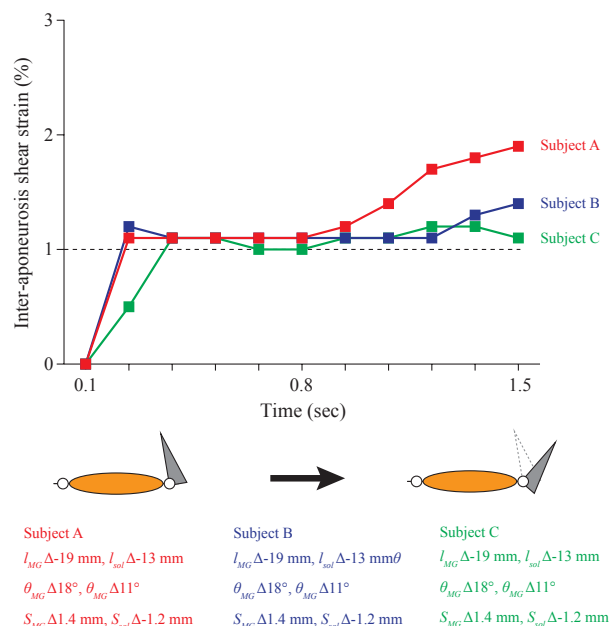 3
2
1
0
Inter-aponeurosis shear strain (%)
Subject A
Subject B
Subject C
0.1 0.8 1.5
Time (sec)
Subject A Subject B Subject C
l_MG Δ-19 mm, l_sol Δ-13 mm l_MG Δ-19 mm, l_sol Δ-13 mmθ l_MG Δ-19 mm, l_sol Δ-13 mm
θ_MG Δ18°, θ_MG Δ11° θ_MG Δ18°, θ_MG Δ11° θ_MG Δ18°, θ_MG Δ11°
S_MG Δ1.4 mm, S_sol Δ-1.2 mm S_MG Δ1.4 mm, S_sol Δ-1.2 mm S_MG Δ1.4 mm, S_sol Δ-1.2 mm